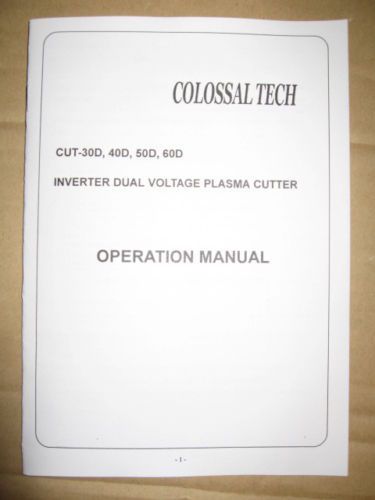 COLOSSAL TECH
CUT-30D, 40D, 50D, 60D
INVERTER DUAL VOLTAGE PLASMA CUTTER
OPERATION MANUAL
- 1 -